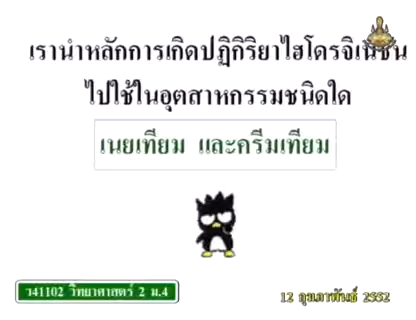 เรานำหลักการเกิดปฏิกิริยาไฮโดรจิเนชัน
ไปใช้ในอุตสาหกรรมชนิดใด
เนยเทียม และครีมเทียม
ว41102 วิทยาศาสตร์ 2 ม.4
12 กุมภาพันธ์ 2552